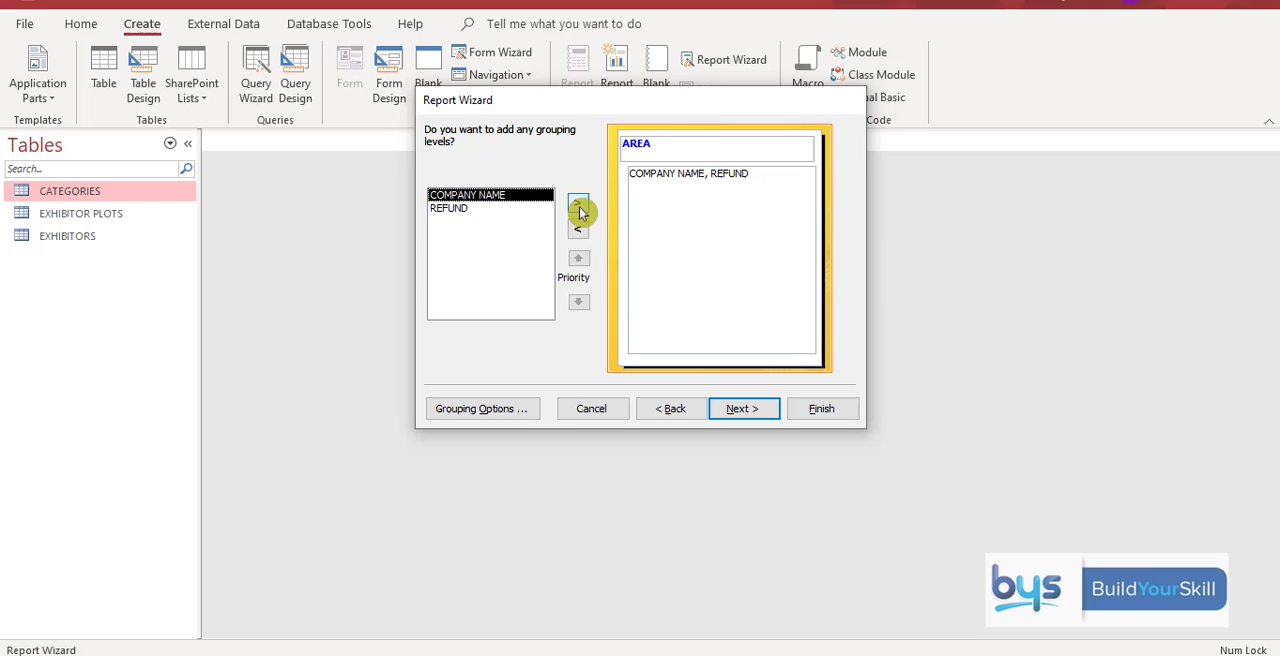 File Home Create External Data Database Tools Help Tell me what you want to do
Application Parts
Table
Table Design
SharePoint Lists
Query Wizard
Query Design
Form
Form Design
Blank
Form Wizard
Navigation
Report
Report
Blank
Report Wizard
Macro
Module
Class Module
al Basic
Templates Tables Queries Code
Tables
Search...
CATEGORIES
EXHIBITOR PLOTS
EXHIBITORS
Report Wizard
Do you want to add any grouping
levels?
COMPANY NAME
REFUND
>
<
Priority
AREA
COMPANY NAME, REFUND
Grouping Options ... Cancel < Back Next > Finish
bys BuildYourSkill
Report Wizard Num Lock